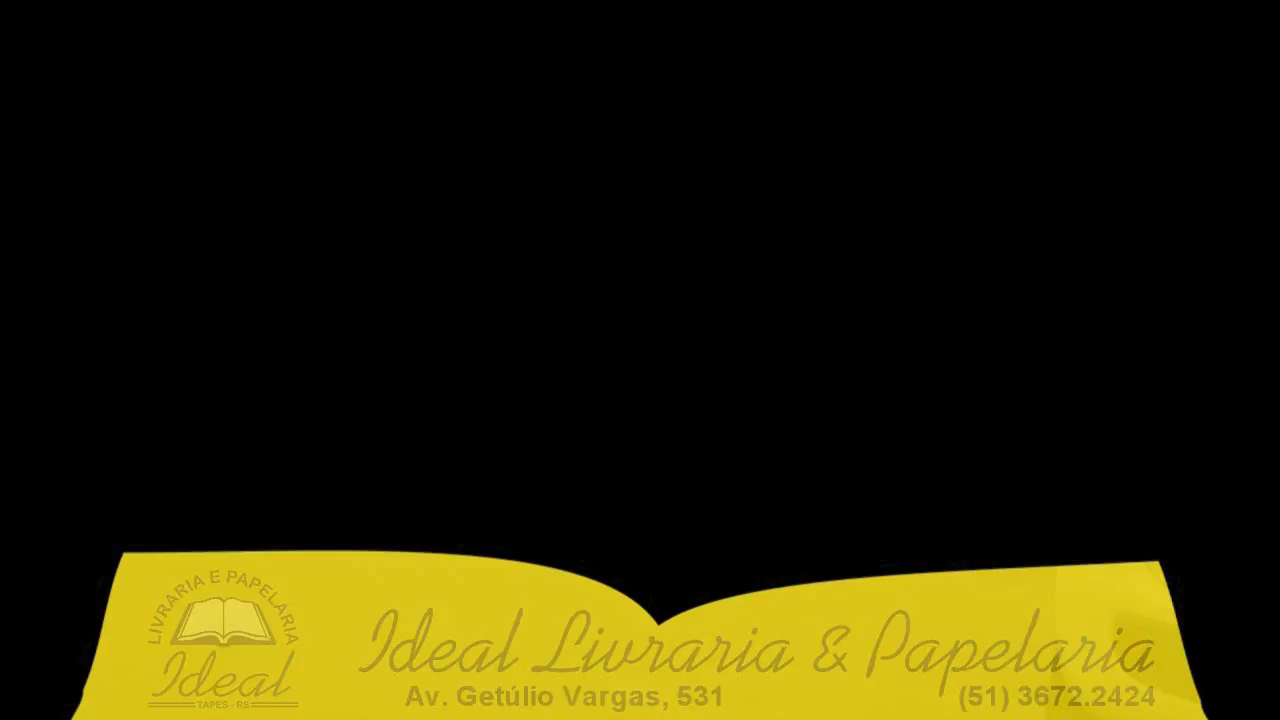 LIVRARIA E PAPELARIA
Ideal
TAPES - RS
Ideal Livraria & Papelaria
Av. Getúlio Vargas, 531 (51) 3672.2424